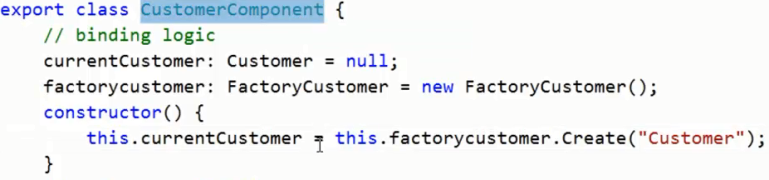 export class CustomerComponent {
// binding logic
currentCustomer: Customer = null;
factorycustomer: FactoryCustomer = new FactoryCustomer();
constructor() {
this.currentCustomer = this.factorycustomer.Create("Customer");
}